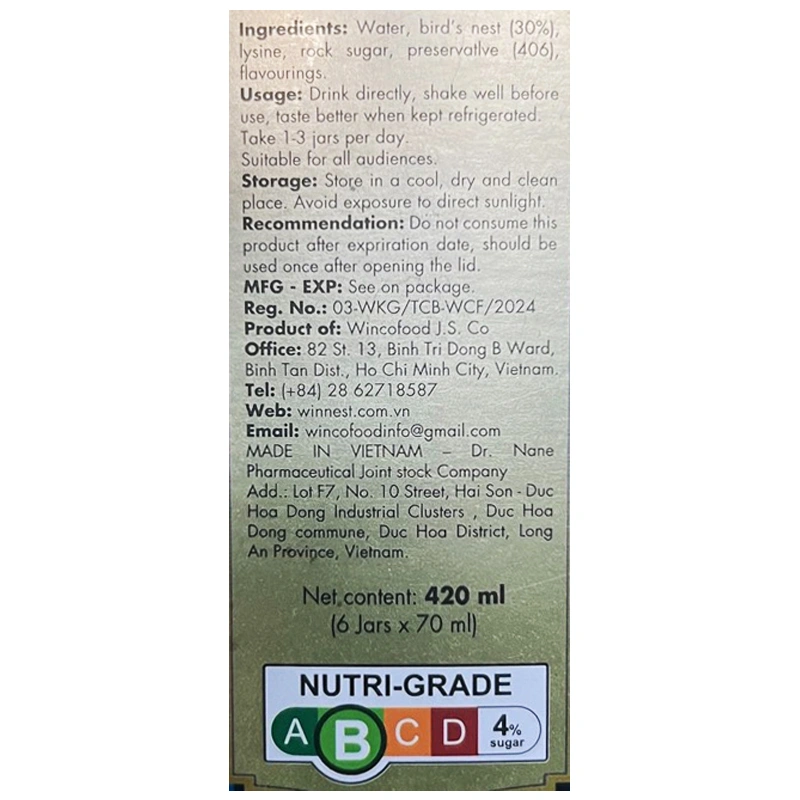 Ingredients: Water, bird's nest (30%),
lysine, rock sugar, preservative (406),
flavourings.
Usage: Drink directly, shake well before
use, taste better when kept refrigerated.
Take 1-3 jars per day.
Suitable for all audiences.
Storage: Store in a cool, dry and clean
place. Avoid exposure to direct sunlight.
Recommendation: Do not consume this
product after expriration date, should be
used once after opening the lid.
MFG - EXP: See on package.
Reg. No.: 03-WKG/TCB-WCF/2024
Product of: Wincofood J.S. Co
Office: 82 St. 13, Binh Tri Dong B Ward,
Binh Tan Dist., Ho Chi Minh City, Vietnam.
Tel: (+84) 28 62718587
Web: winnest.com.vn
Email: wincofoodinfo@gmail.com
MADE IN VIETNAM – Dr. Nane
Pharmaceutical Joint stock Company
Add.: Lot F7, No. 10 Street, Hai Son - Duc
Hoa Dong Industrial Clusters , Duc Hoa
Dong commune, Duc Hoa District, Long
An Province, Vietnam.
Net content: 420 ml
(6 Jars x 70 ml)
NUTRI-GRADE
A B C D 4% sugar